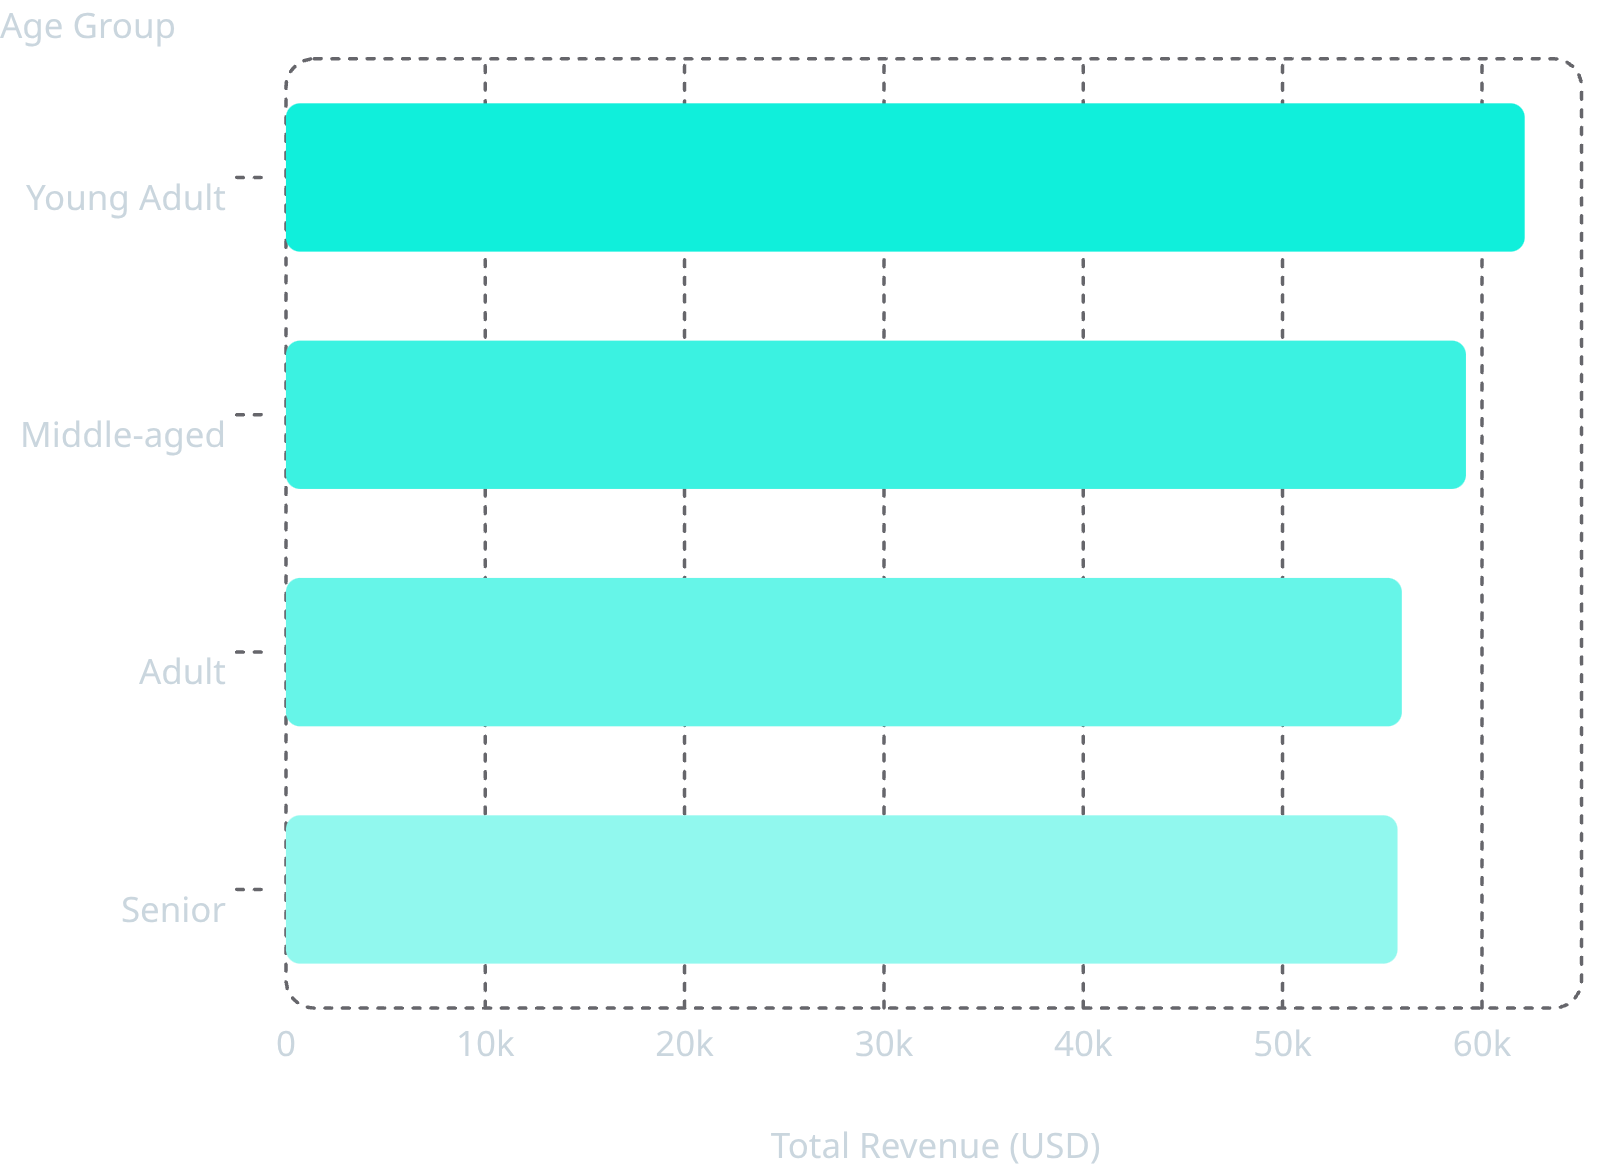 Age Group
Young Adult
Middle-aged
Adult
Senior
0 10k 20k 30k 40k 50k 60k
Total Revenue (USD)